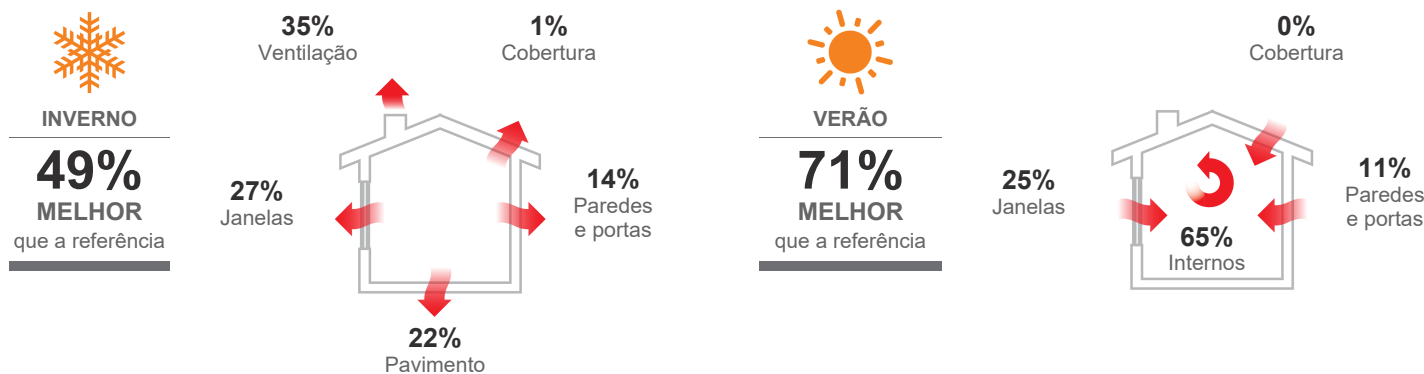 INVERNO
49%
MELHOR
que a referência
35%
Ventilação
1%
Cobertura
27%
Janelas
14%
Paredes
e portas
22%
Pavimento
VERÃO
71%
MELHOR
que a referência
0%
Cobertura
25%
Janelas
11%
Paredes
e portas
65%
Internos